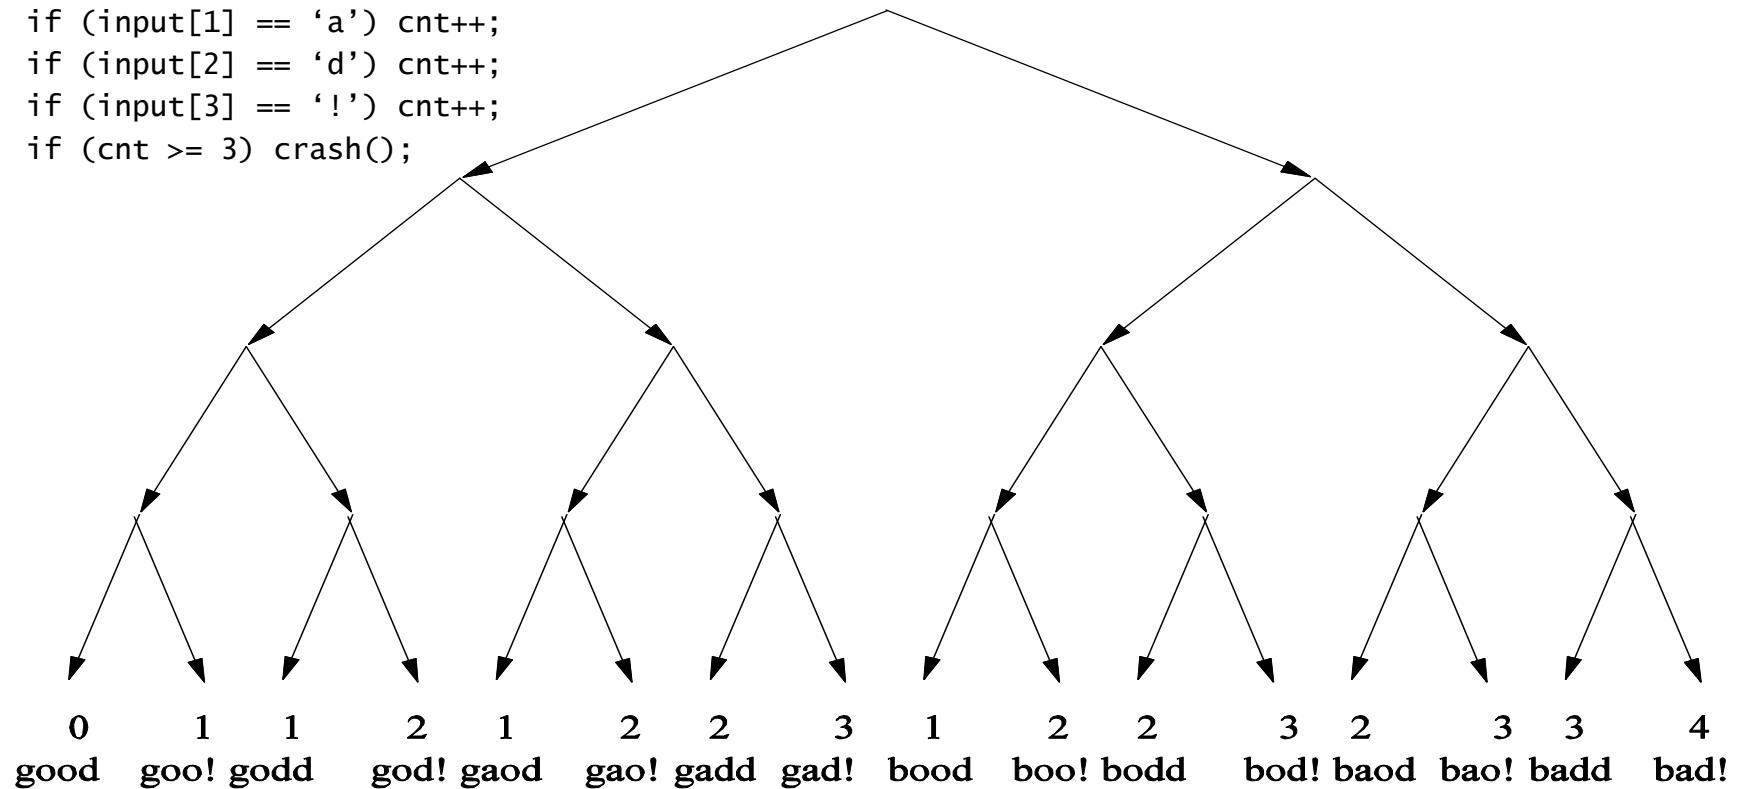 if (input[1] == ‘a’) cnt++;
if (input[2] == ‘d’) cnt++;
if (input[3] == ‘!’) cnt++;
if (cnt >= 3) crash();
0 1 1 2 1 2 2 3 1 2 2 3 2 3 3 4
good goo! godd god! gaod gao! gadd gad! bood boo! bodd bod! baod bao! badd bad!